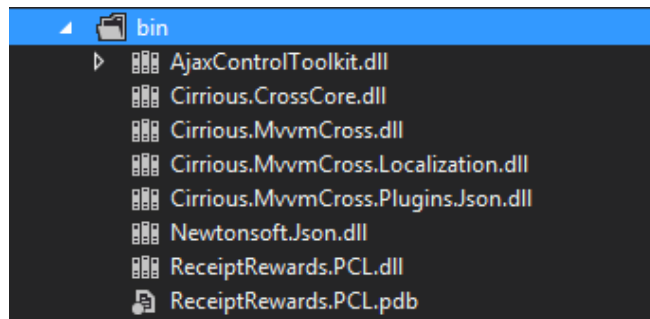 bin
AjaxControlToolkit.dll
Cirrious.CrossCore.dll
Cirrious.MvvmCross.dll
Cirrious.MvvmCross.Localization.dll
Cirrious.MvvmCross.Plugins.Json.dll
Newtonsoft.Json.dll
ReceiptRewards.PCL.dll
ReceiptRewards.PCL.pdb